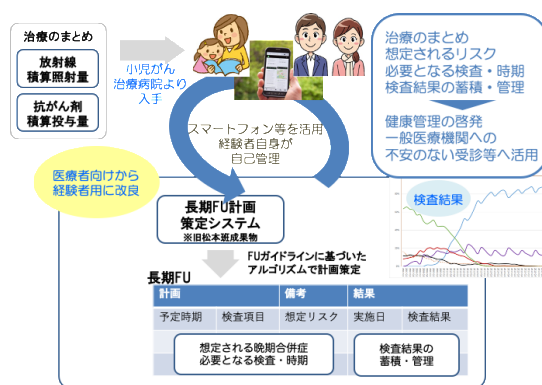 治療のまとめ
放射線
積算照射量
抗がん剤
積算投与量
小児がん
治療病院より
入手
治療のまとめ
想定されるリスク
必要となる検査・時期
検査結果の蓄積・管理
健康管理の啓発
一般医療機関への
不安のない受診等へ活用
スマートフォン等を活用
経験者自身が
自己管理
医療者向けから
経験者用に改良
長期FU計画
策定システム
※旧松本班成果物
検査結果
FUガイドラインに基づいた
アルゴリズムで計画策定
長期FU
計画 備考 結果
予定時期 検査項目 想定リスク 実施日 検査結果
想定される晩期合併症
必要となる検査・時期
検査結果の
蓄積・管理